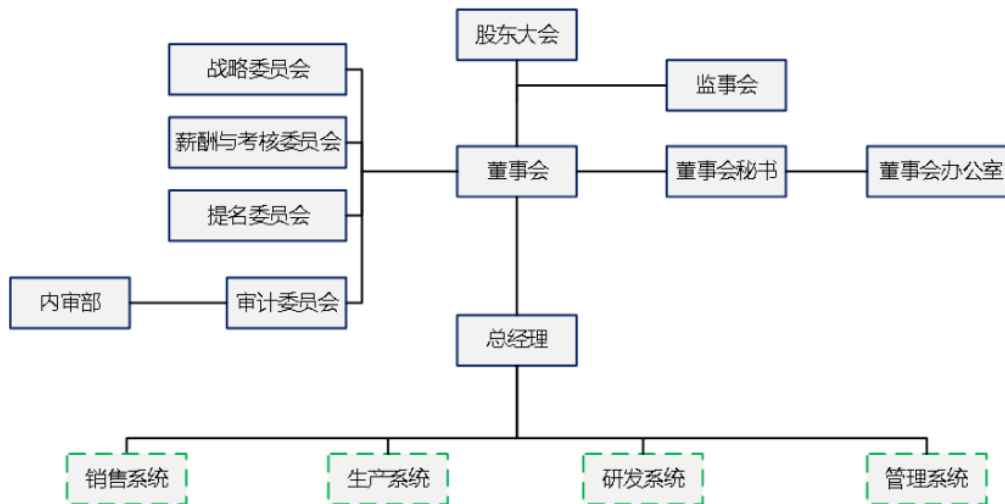 股东大会
战略委员会
监事会
薪酬与考核委员会
董事会
董事会秘书
董事会办公室
提名委员会
内审部
审计委员会
总经理
销售系统
生产系统
研发系统
管理系统